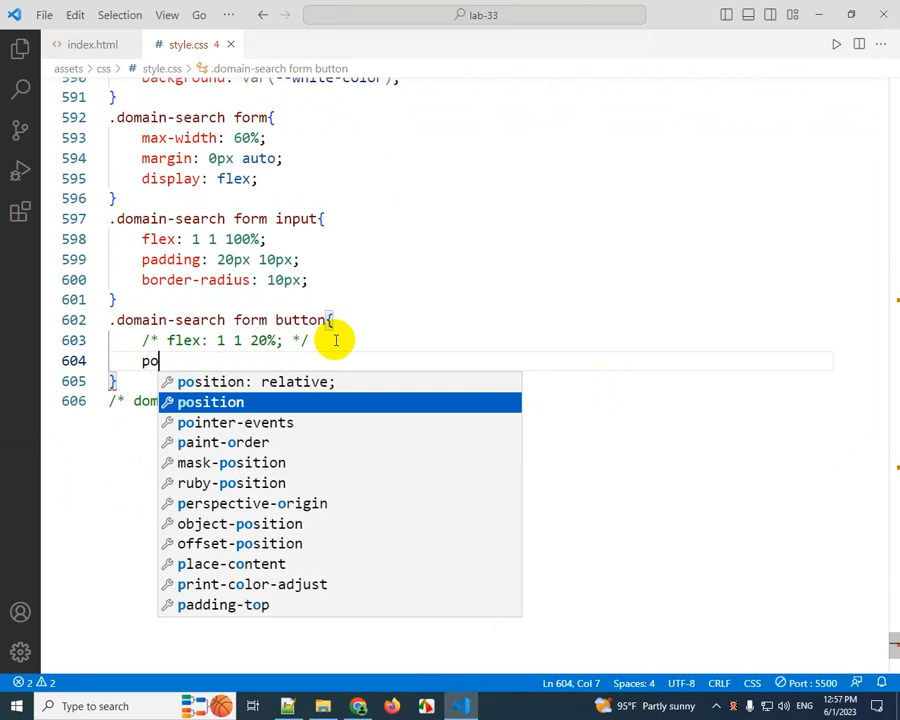 File Edit Selection View Go ··· lab-33
index.html style.css 4
assets > css > # style.css > .domain-search form button
590 background: var(--white-color);
591 }
592 .domain-search form{
593 max-width: 60%;
594 margin: 0px auto;
595 display: flex;
596 }
597 .domain-search form input{
598 flex: 1 1 100%;
599 padding: 20px 10px;
600 border-radius: 10px;
601 }
602 .domain-search form button{
603 /* flex: 1 1 20%; */
604 po
605 }
606 /* dom
position: relative;
position
pointer-events
paint-order
mask-position
ruby-position
perspective-origin
object-position
offset-position
place-content
print-color-adjust
padding-top
2 2 Ln 604, Col 7 Spaces: 4 UTF-8 CRLF CSS Port : 5500
Type here to search 95°F Partly sunny ENG 12:57 PM
6/1/2023